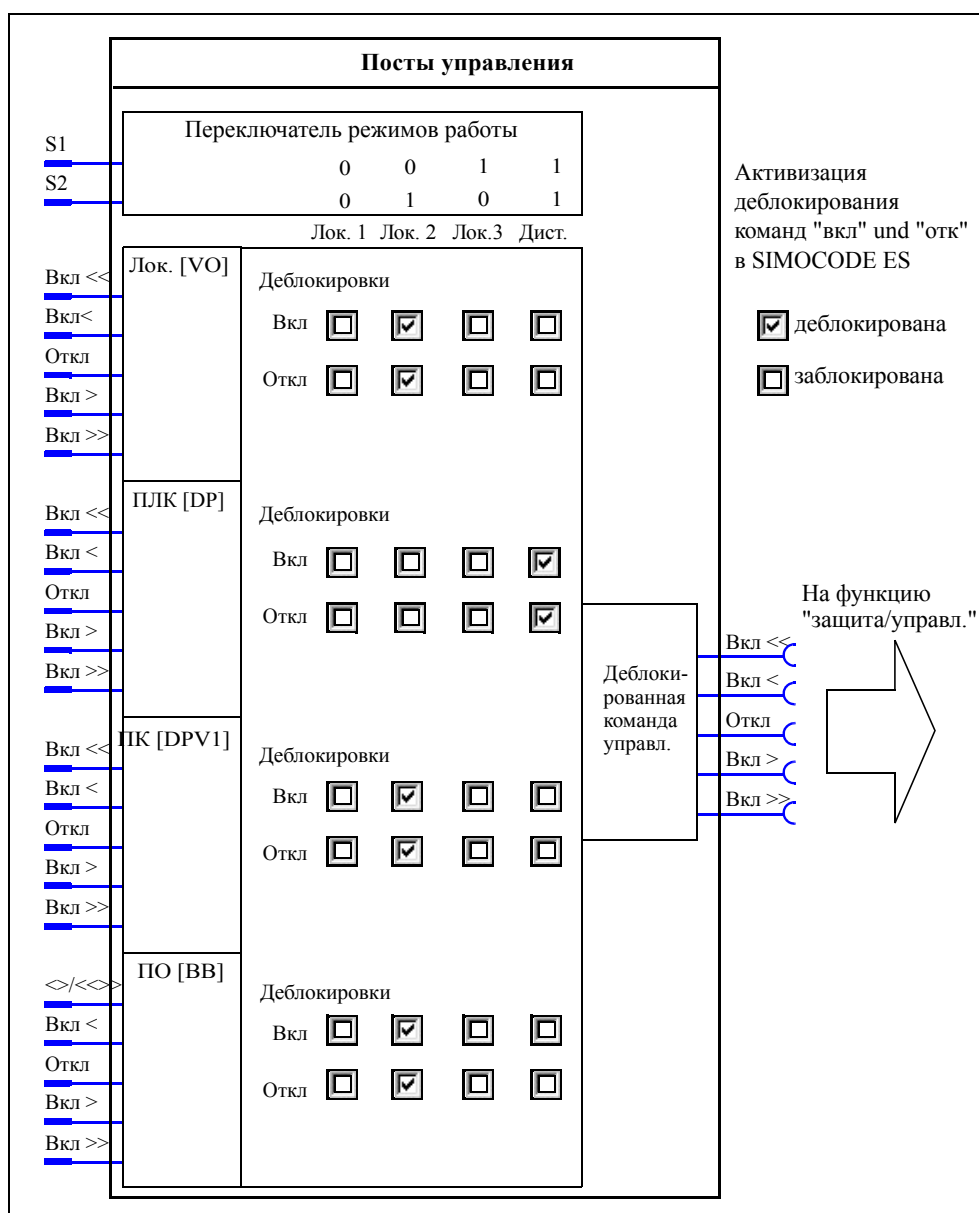 Посты управления
Переключатель режимов работы
S1
0 0 1 1
S2
0 1 0 1
Лок. 1 Лок. 2 Лок.3 Дист.
Активизация
деблокирования
команд "вкл" und "отк"
в SIMOCODE ES
деблокирована
заблокирована
Лок. [VO]
Вкл <<
Вкл<
Откл
Вкл >
Вкл >>
Деблокировки
Вкл
Откл
ПЛК [DP]
Вкл <<
Вкл <
Откл
Вкл >
Вкл >>
Деблокировки
Вкл
Откл
ПК [DPV1]
Вкл <<
Вкл <
Откл
Вкл >
Вкл >>
Деблокировки
Вкл
Откл
ПО [BB]
<>/<<>>
Вкл <
Откл
Вкл >
Вкл >>
Деблокировки
Вкл
Откл
Деблоки-
рованная
команда
управл.
Вкл <<
Вкл <
Откл
Вкл >
Вкл >>
На функцию
"защита/управл."